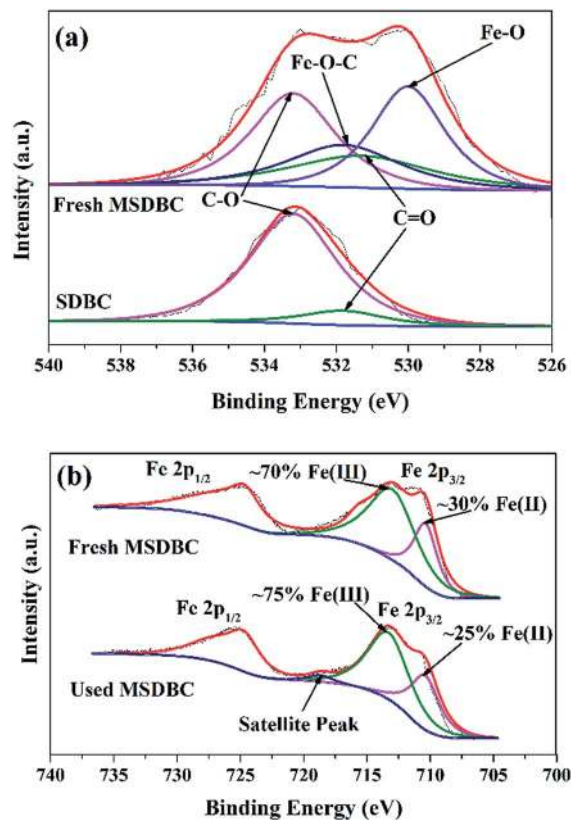 (a)
Fe-O
Fe-O-C
Fresh MSDBC
C-O
C=O
SDBC
Intensity (a.u.)
540 538 536 534 532 530 528 526
Binding Energy (eV)
(b)
Fe 2p1/2
~70% Fe(III)
Fe 2p3/2
~30% Fe(II)
Fresh MSDBC
~75% Fe(III)
Fe 2p1/2
Fe 2p3/2
~25% Fe(II)
Used MSDBC
Satellite Peak
Intensity (a.u.)
740 735 730 725 720 715 710 705 700
Binding Energy (eV)